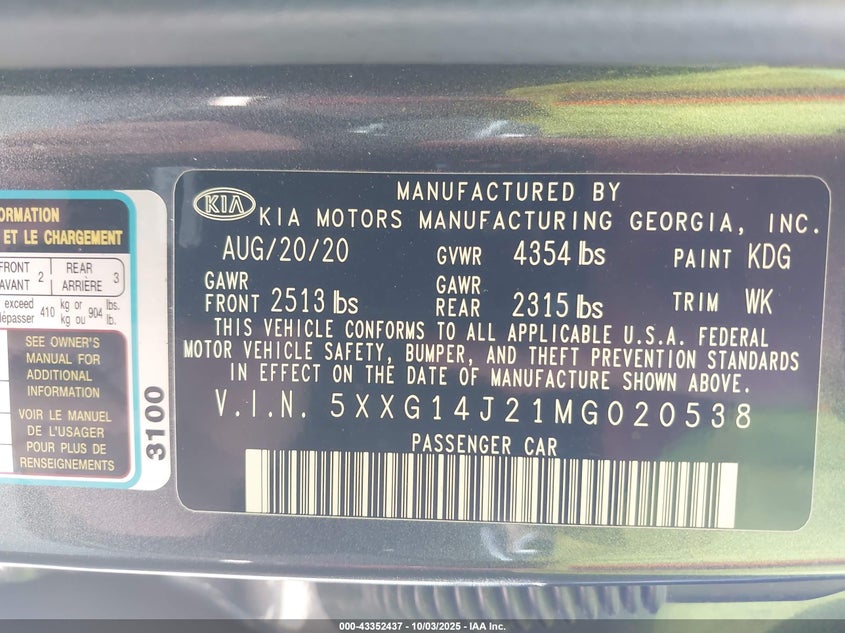 ORMATION
ET LE CHARGEMENT
FRONT 2 REAR 3
AVANT ARRIÈRE
exceed 410 kg or 904 lbs.
dépasser kg ou lb.
SEE OWNER'S
MANUAL FOR
ADDITIONAL
INFORMATION
VOIR LE MANUEL
DE L'USAGER
POUR PLUS DE
RENSEIGNEMENTS
3100
KIA
MANUFACTURED BY
KIA MOTORS MANUFACTURING GEORGIA, INC.
AUG/20/20 GVWR 4354 lbs PAINT KDG
GAWR FRONT 2513 lbs GAWR REAR 2315 lbs TRIM WK
THIS VEHICLE CONFORMS TO ALL APPLICABLE U.S.A. FEDERAL
MOTOR VEHICLE SAFETY, BUMPER, AND THEFT PREVENTION STANDARDS
IN EFFECT ON THE DATE OF MANUFACTURE SHOWN ABOVE.
V.I.N. 5XXG14J21MG020538
PASSENGER CAR
000-43352437 - 10/03/2025 - IAA Inc.